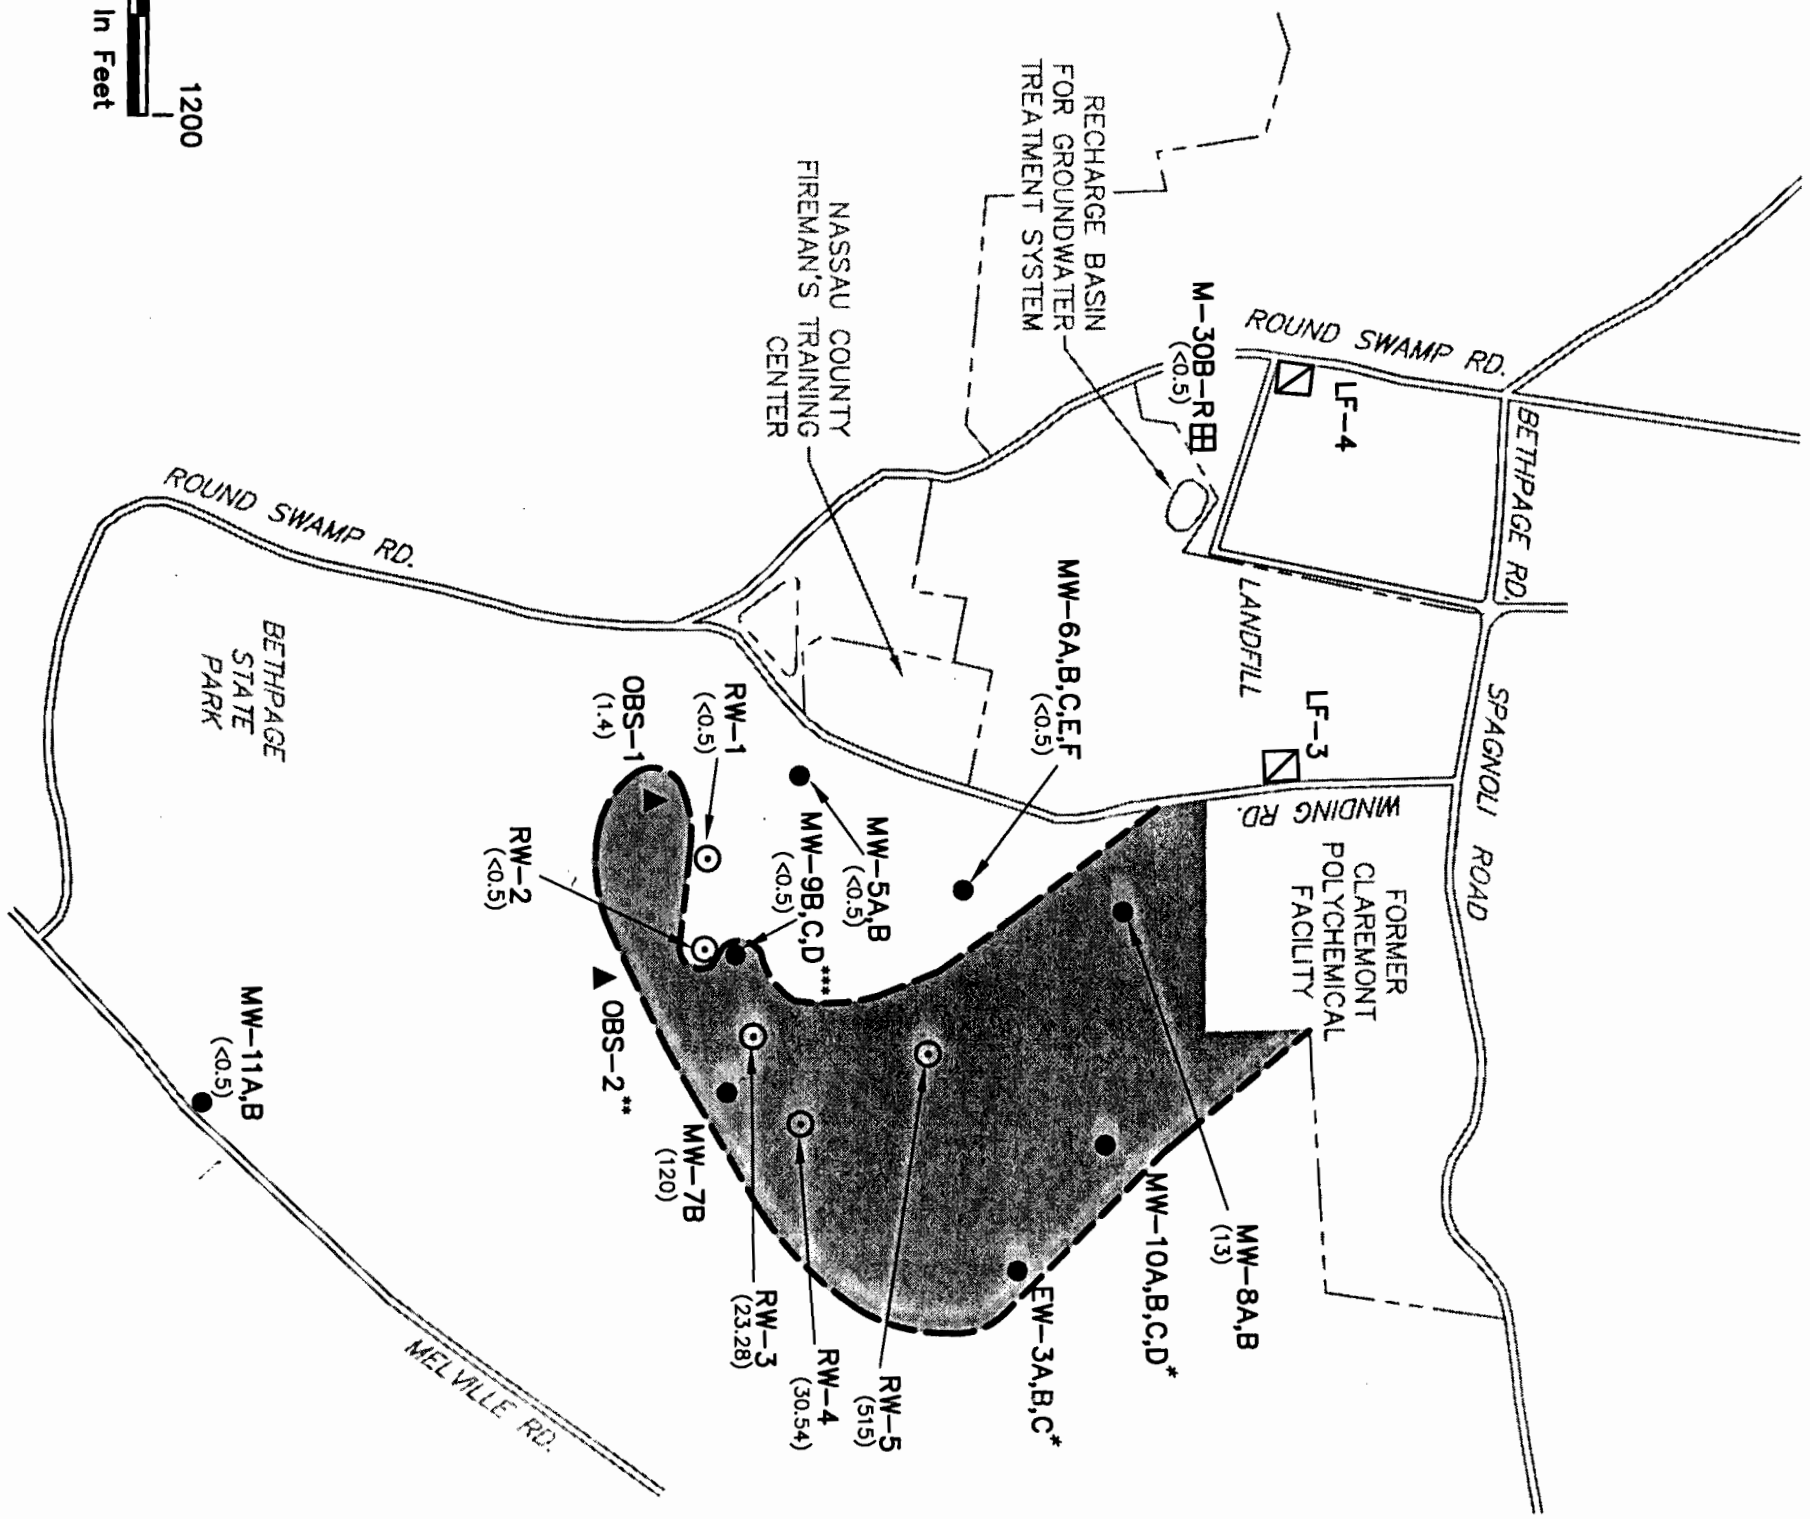 1200
In Feet
RECHARGE BASIN
FOR GROUNDWATER
TREATMENT SYSTEM
NASSAU COUNTY
FIREMAN'S TRAINING
CENTER
M-30B-R
(<0.5)
ROUND SWAMP RD.
LF-4
BETHPAGE RD.
LANDFILL
SPAGNOLI ROAD
LF-3
WINDING RD.
FORMER
CLAREMONT
POLYCHEMICAL
FACILITY
MW-6A,B,C,E,F
(<0.5)
ROUND SWAMP RD.
BETHPAGE
STATE
PARK
OBS-1
(1.4)
RW-1
(<0.5)
MW-5A,B
(<0.5)
MW-9B,C,D***
(<0.5)
RW-2
(<0.5)
OBS-2**
MW-11A,B
(<0.5)
MW-7B
(120)
RW-3
(23.28)
RW-4
(30.54)
RW-5
(515)
EW-3A,B,C*
MW-10A,B,C,D*
MW-8A,B
(13)
MELVILLE RD.